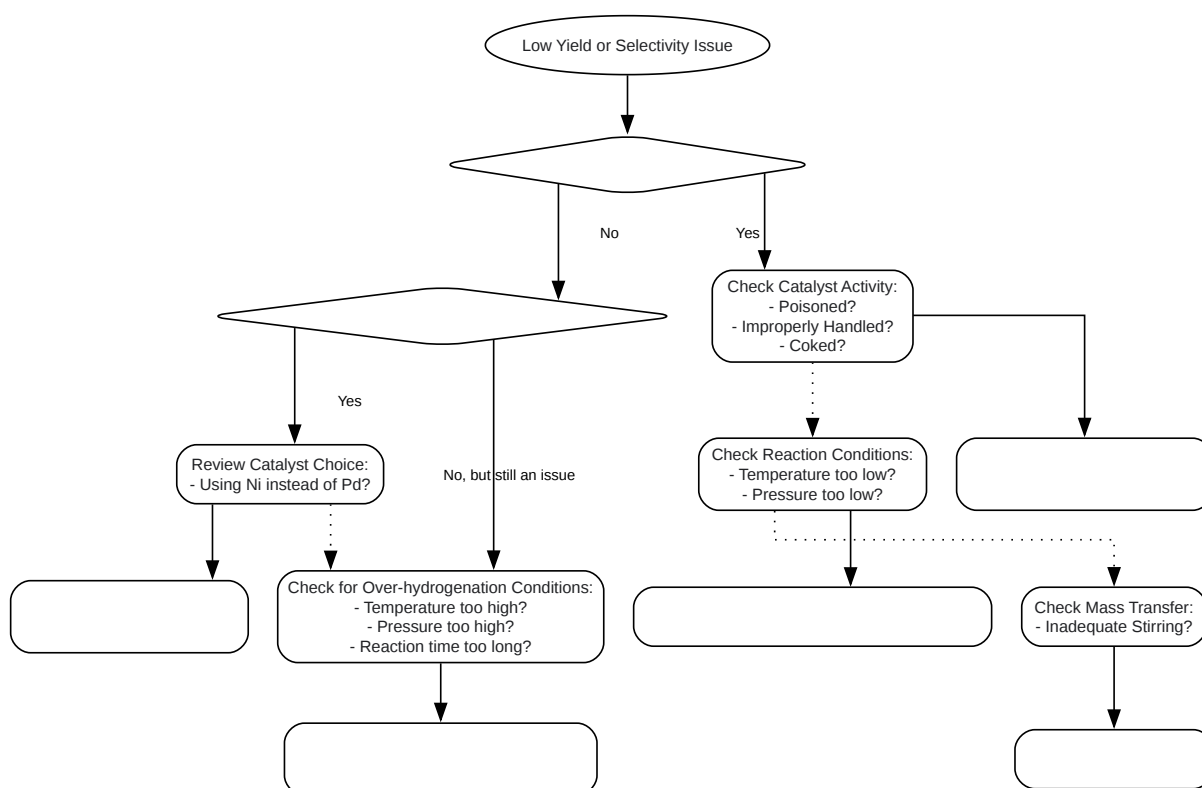 Low Yield or Selectivity Issue
No
Yes
Check Catalyst Activity:
- Poisoned?
- Improperly Handled?
- Coked?
Yes
Review Catalyst Choice:
- Using Ni instead of Pd?
No, but still an issue
Check Reaction Conditions:
- Temperature too low?
- Pressure too low?
Check for Over-hydrogenation Conditions:
- Temperature too high?
- Pressure too high?
- Reaction time too long?
Check Mass Transfer:
- Inadequate Stirring?